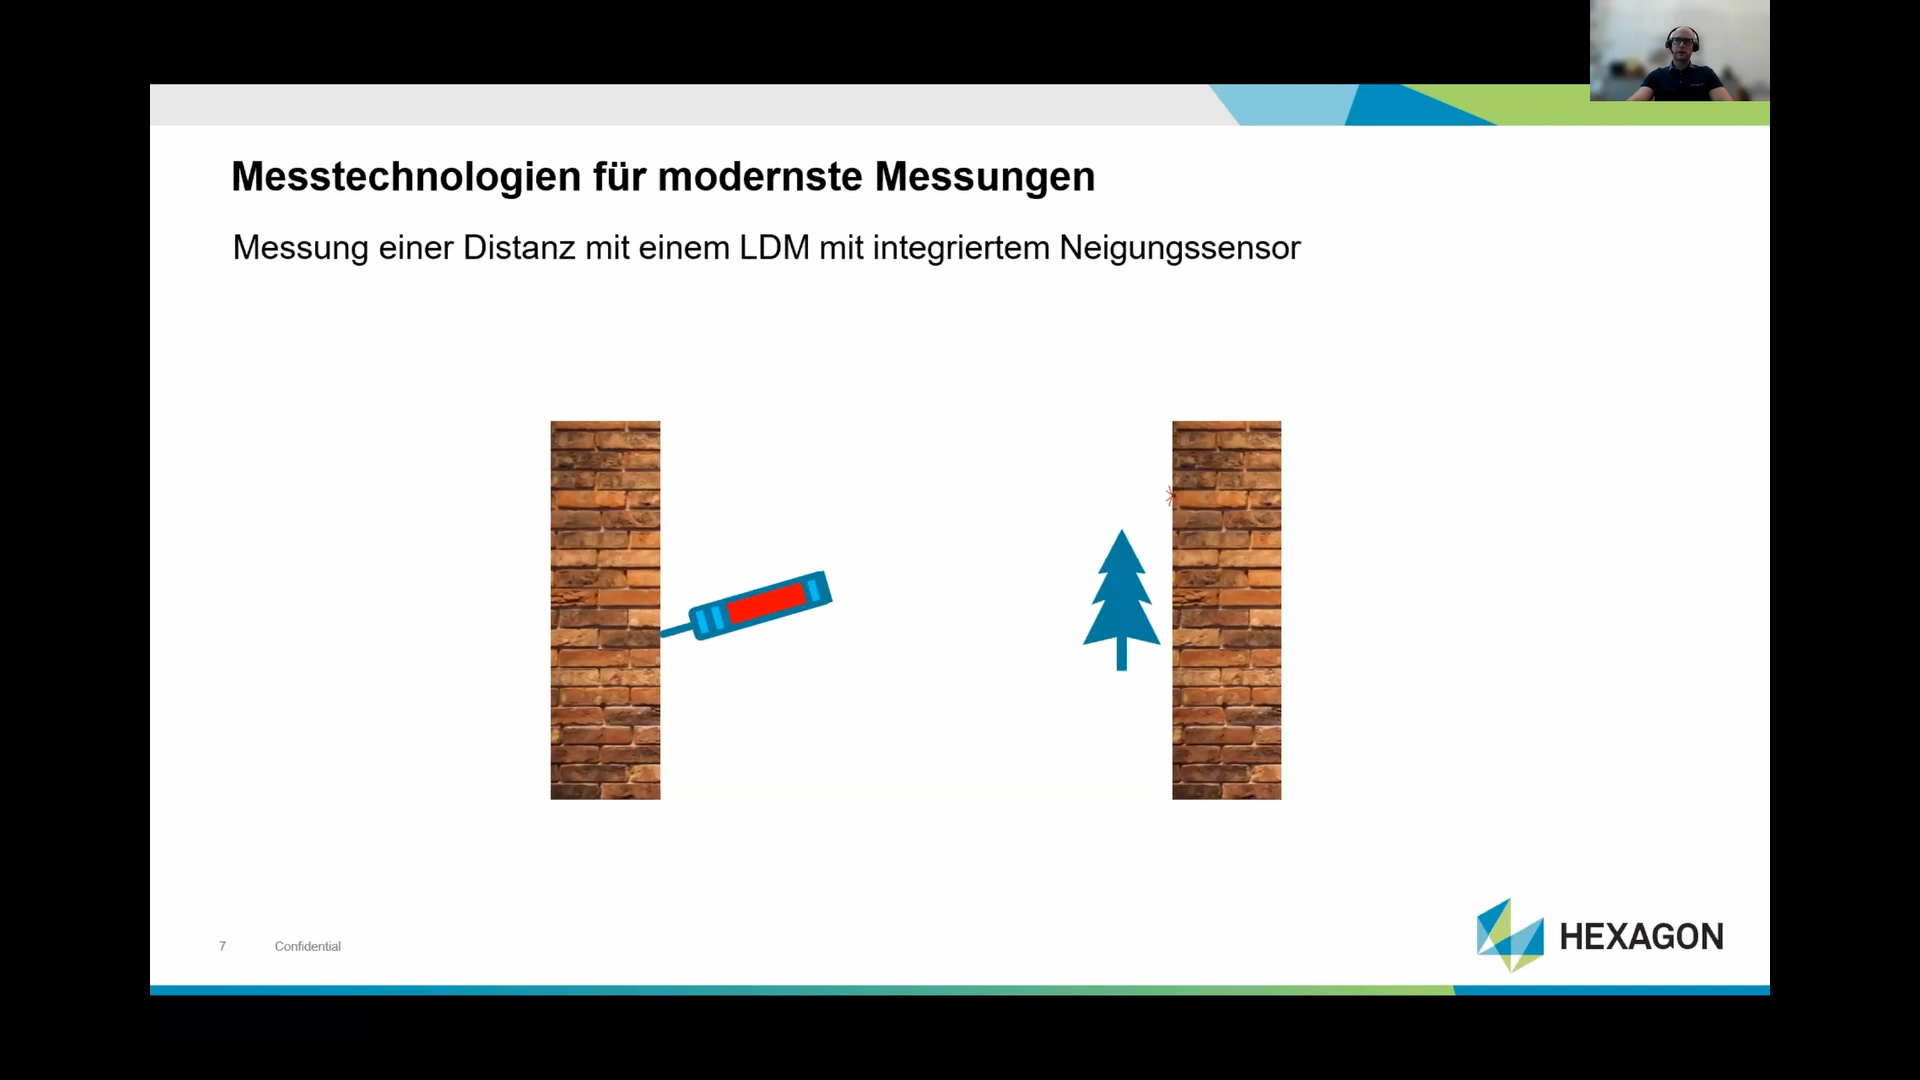 Messtechnologien für modernste Messungen
Messung einer Distanz mit einem LDM mit integriertem Neigungssensor
7 Confidential
HEXAGON